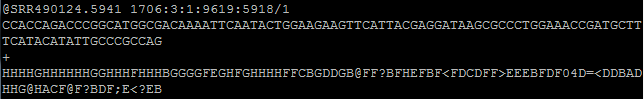 @SRR490124.5941 1706:3:1:9619:5918/1
CCACCAGACCCGGCATGGCGACAAAATTCAATACTGGAAGAAGTTCATTACGAGGATAAGCGCCCTGGAAACCGATGCTT
TCATACATATTGCCCGCCAG
+
HHHHGHHHHHHGGHHHFHHHBGGGGFEGHFGHHHHFFCBGDDGB@FF?BFHEFBF<FDCDFF>EEEBFDF04D=<DDBAD
HHG@HACF@F?BDF;E<?EB